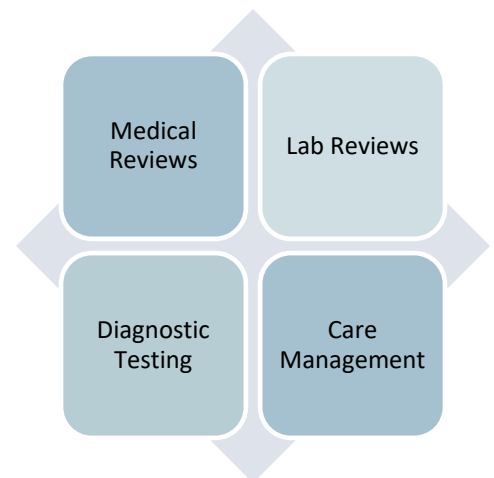 Medical
Reviews
Lab Reviews
Diagnostic
Testing
Care
Management